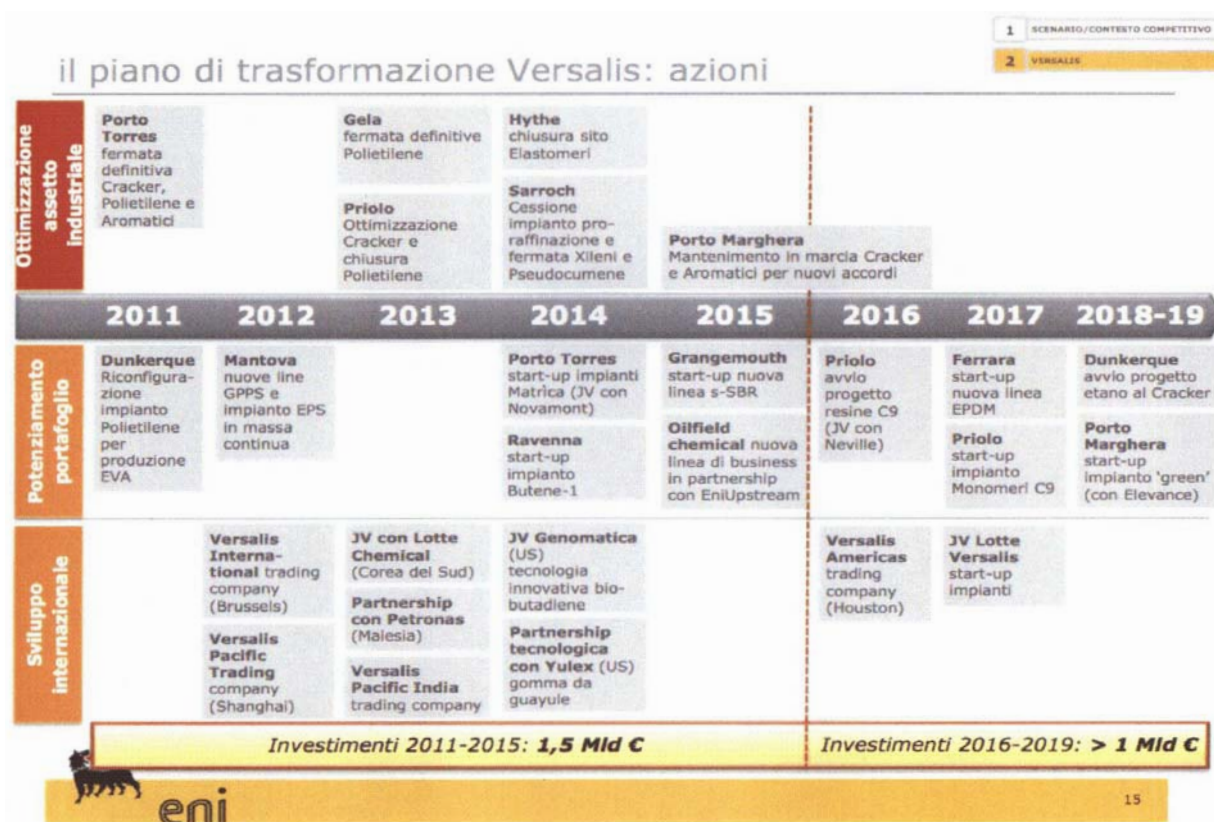 1 SCENARIO/CONTESTO COMPETITIVO
2 VERSALIS
il piano di trasformazione Versalis: azioni
Ottimizzazione
assetto
industriale
Porto
Torres
fermata
definitiva
Cracker,
Polietilene e
Aromatici
Gela
fermata definitive
Polietilene
Priolo
Ottimizzazione
Cracker e
chiusura
Polietilene
Hythe
chiusura sito
Elastomeri
Sarroch
Cessione
impianto pro-
raffinazione e
fermata Xileni e
Pseudocumene
Porto Marghera
Mantenimento in marcia Cracker
e Aromatici per nuovi accordi
2011 2012 2013 2014 2015 2016 2017 2018-19
Potenziamento
portafoglio
Dunkerque
Riconfigura-
zione
impianto
Polietilene
per
produzione
EVA
Mantova
nuove line
GPPS e
impianto EPS
in massa
continua
Porto Torres
start-up impianti
Matrìca (JV con
Novamont)
Ravenna
start-up
impianto
Butene-1
Grangemouth
start-up nuova
linea s-SBR
Oilfield
chemical nuova
linea di business
in partnership
con EniUpstream
Priolo
avvio
progetto
resine C9
(JV con
Neville)
Ferrara
start-up
nuova linea
EPDM
Priolo
start-up
impianto
Monomeri C9
Dunkerque
avvio progetto
etano al Cracker
Porto
Marghera
start-up
impianto 'green'
(con Elevance)
Sviluppo
internazionale
Versalis
Interna-
tional trading
company
(Brussels)
Versalis
Pacific
Trading
company
(Shanghai)
JV con Lotte
Chemical
(Corea del Sud)
Partnership
con Petronas
(Malesia)
Versalis
Pacific India
trading company
JV Genomatica
(US)
tecnologia
innovativa bio-
butadiene
Partnership
tecnologica
con Yulex (US)
gomma da
guayule
Versalis
Americas
trading
company
(Houston)
JV Lotte
Versalis
start-up
impianti
Investimenti 2011-2015: 1,5 Mld €
Investimenti 2016-2019: > 1 Mld €
eni
15